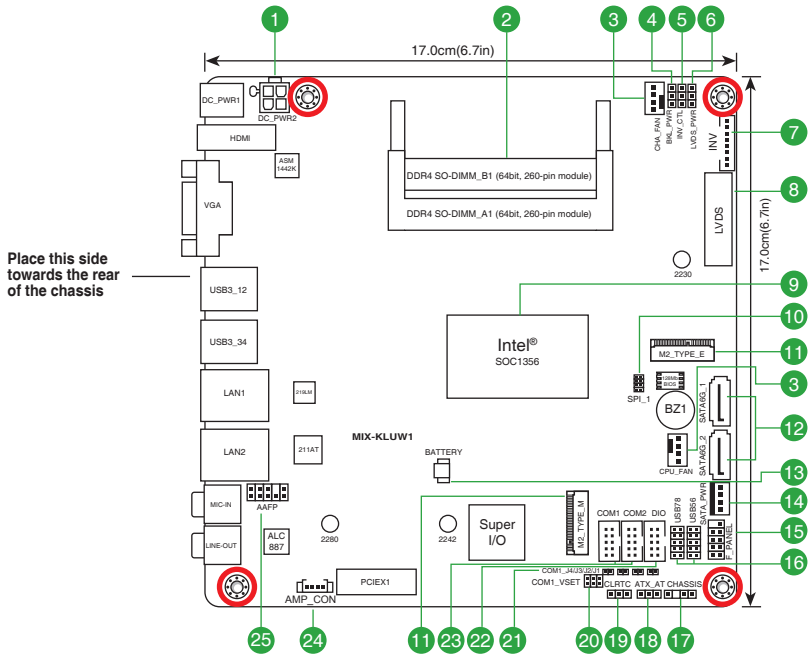 1
2
3
4
5
6
17.0cm(6.7in)
DC_PWR1
DC_PWR2
CHA_FAN
BKL_PWR
INV_CTL
LVDS_PWR
7
INV
HDMI
ASM
1442K
DDR4 SO-DIMM_B1 (64bit, 260-pin module)
8
VGA
DDR4 SO-DIMM_A1 (64bit, 260-pin module)
LVDS
17.0cm(6.7in)
Place this side
towards the rear
of the chassis
2230
USB3_12
9
10
USB3_34
Intel®
SOC1356
11
M2_TYPE_E
3
LAN1
219LM
128Mb
BIOS
SPI_1
BZ1
SATA6G_1
12
MIX-KLUW1
LAN2
211AT
BATTERY
CPU_FAN
SATA6G_2
13
MIC-IN
AAFP
SATA_PWR
14
M2_TYPE_M
COM1
COM2
DIO
USB78
USB56
F_PANEL
15
LINE-OUT
ALC
887
2280
2242
Super
I/O
16
COM1_J4/J3/J2/J1
PCIEX1
COM1_VSET
CLRTC
ATX_AT
CHASSIS
AMP_CON
25
24
11
23
22
21
20
19
18
17